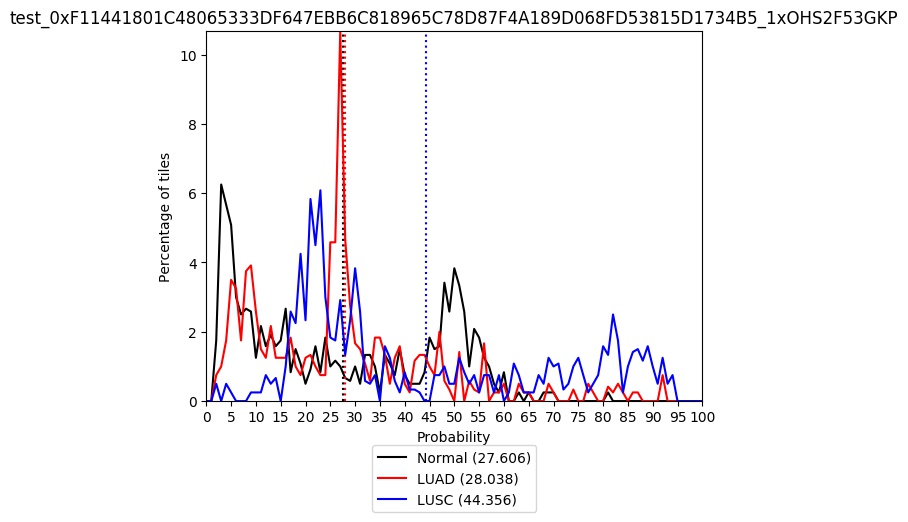 test_0xF11441801C48065333DF647EBB6C818965C78D87F4A189D068FD53815D1734B5_1xOHS2F53GKP
10
8
6
4
2
0
Percentage of tiles
0 5 10 15 20 25 30 35 40 45 50 55 60 65 70 75 80 85 90 95 100
Probability
Normal (27.606)
LUAD (28.038)
LUSC (44.356)